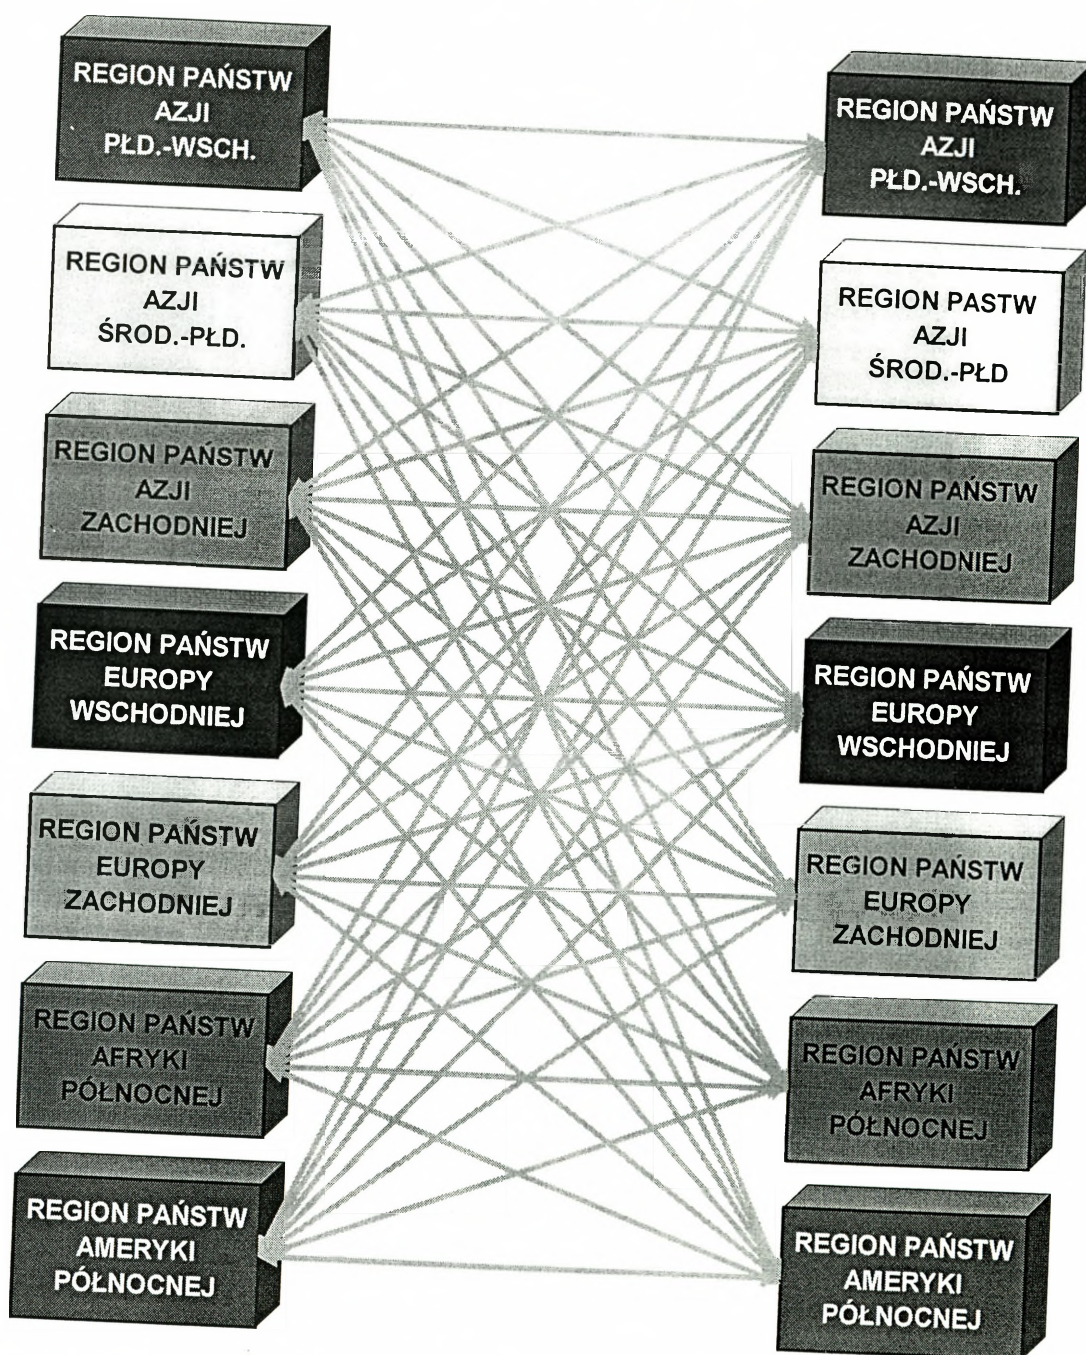 REGION PAŃSTW
AZJI
PŁD.-WSCH.
REGION PAŃSTW
AZJI
ŚROD.-PŁD.
REGION PAŃSTW
AZJI
ZACHODNIEJ
REGION PAŃSTW
EUROPY
WSCHODNIEJ
REGION PAŃSTW
EUROPY
ZACHODNIEJ
REGION PAŃSTW
AFRYKI
PÓŁNOCNEJ
REGION PAŃSTW
AMERYKI
PÓŁNOCNEJ
REGION PAŃSTW
AZJI
PŁD.-WSCH.
REGION PASTW
AZJI
ŚROD.-PŁD
REGION PAŃSTW
AZJI
ZACHODNIEJ
REGION PAŃSTW
EUROPY
WSCHODNIEJ
REGION PAŃSTW
EUROPY
ZACHODNIEJ
REGION PAŃSTW
AFRYKI
PÓŁNOCNEJ
REGION PAŃSTW
AMERYKI
PÓŁNOCNEJ